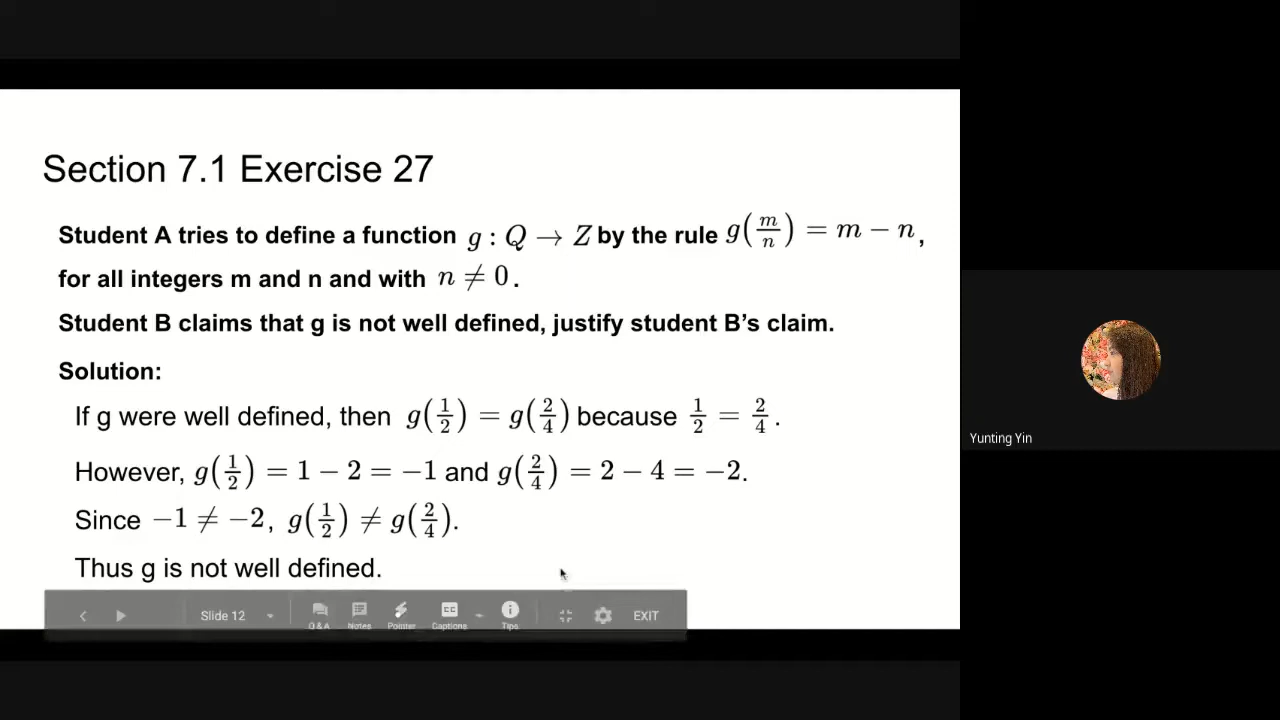 Section 7.1 Exercise 27
Student A tries to define a function g : Q → Z by the rule g(m/n) = m − n,
for all integers m and n and with n ≠ 0.
Student B claims that g is not well defined, justify student B’s claim.
Solution:
If g were well defined, then g(1/2) = g(2/4) because 1/2 = 2/4.
However, g(1/2) = 1 − 2 = −1 and g(2/4) = 2 − 4 = −2.
Since −1 ≠ −2, g(1/2) ≠ g(2/4).
Thus g is not well defined.
Slide 12 Q & A Notes Pointer CC Captions Tips EXIT
Yunting Yin